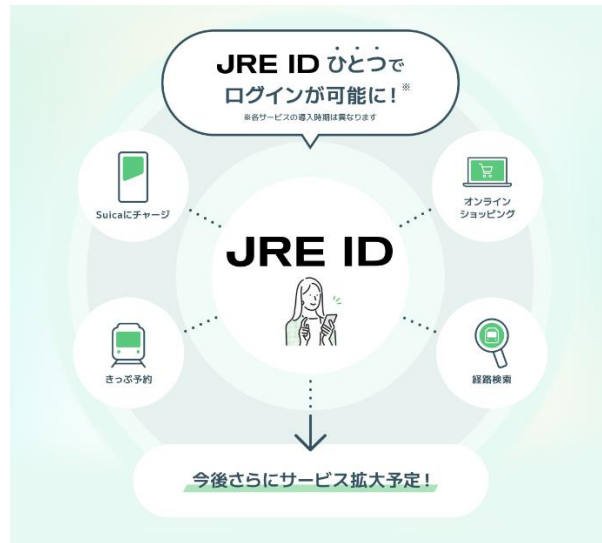 JRE ID ひとつで
ログインが可能に！※
※各サービスの導入時期は異なります
Suicaにチャージ
オンライン
ショッピング
JRE ID
きっぷ予約
経路検索
今後さらにサービス拡大予定！